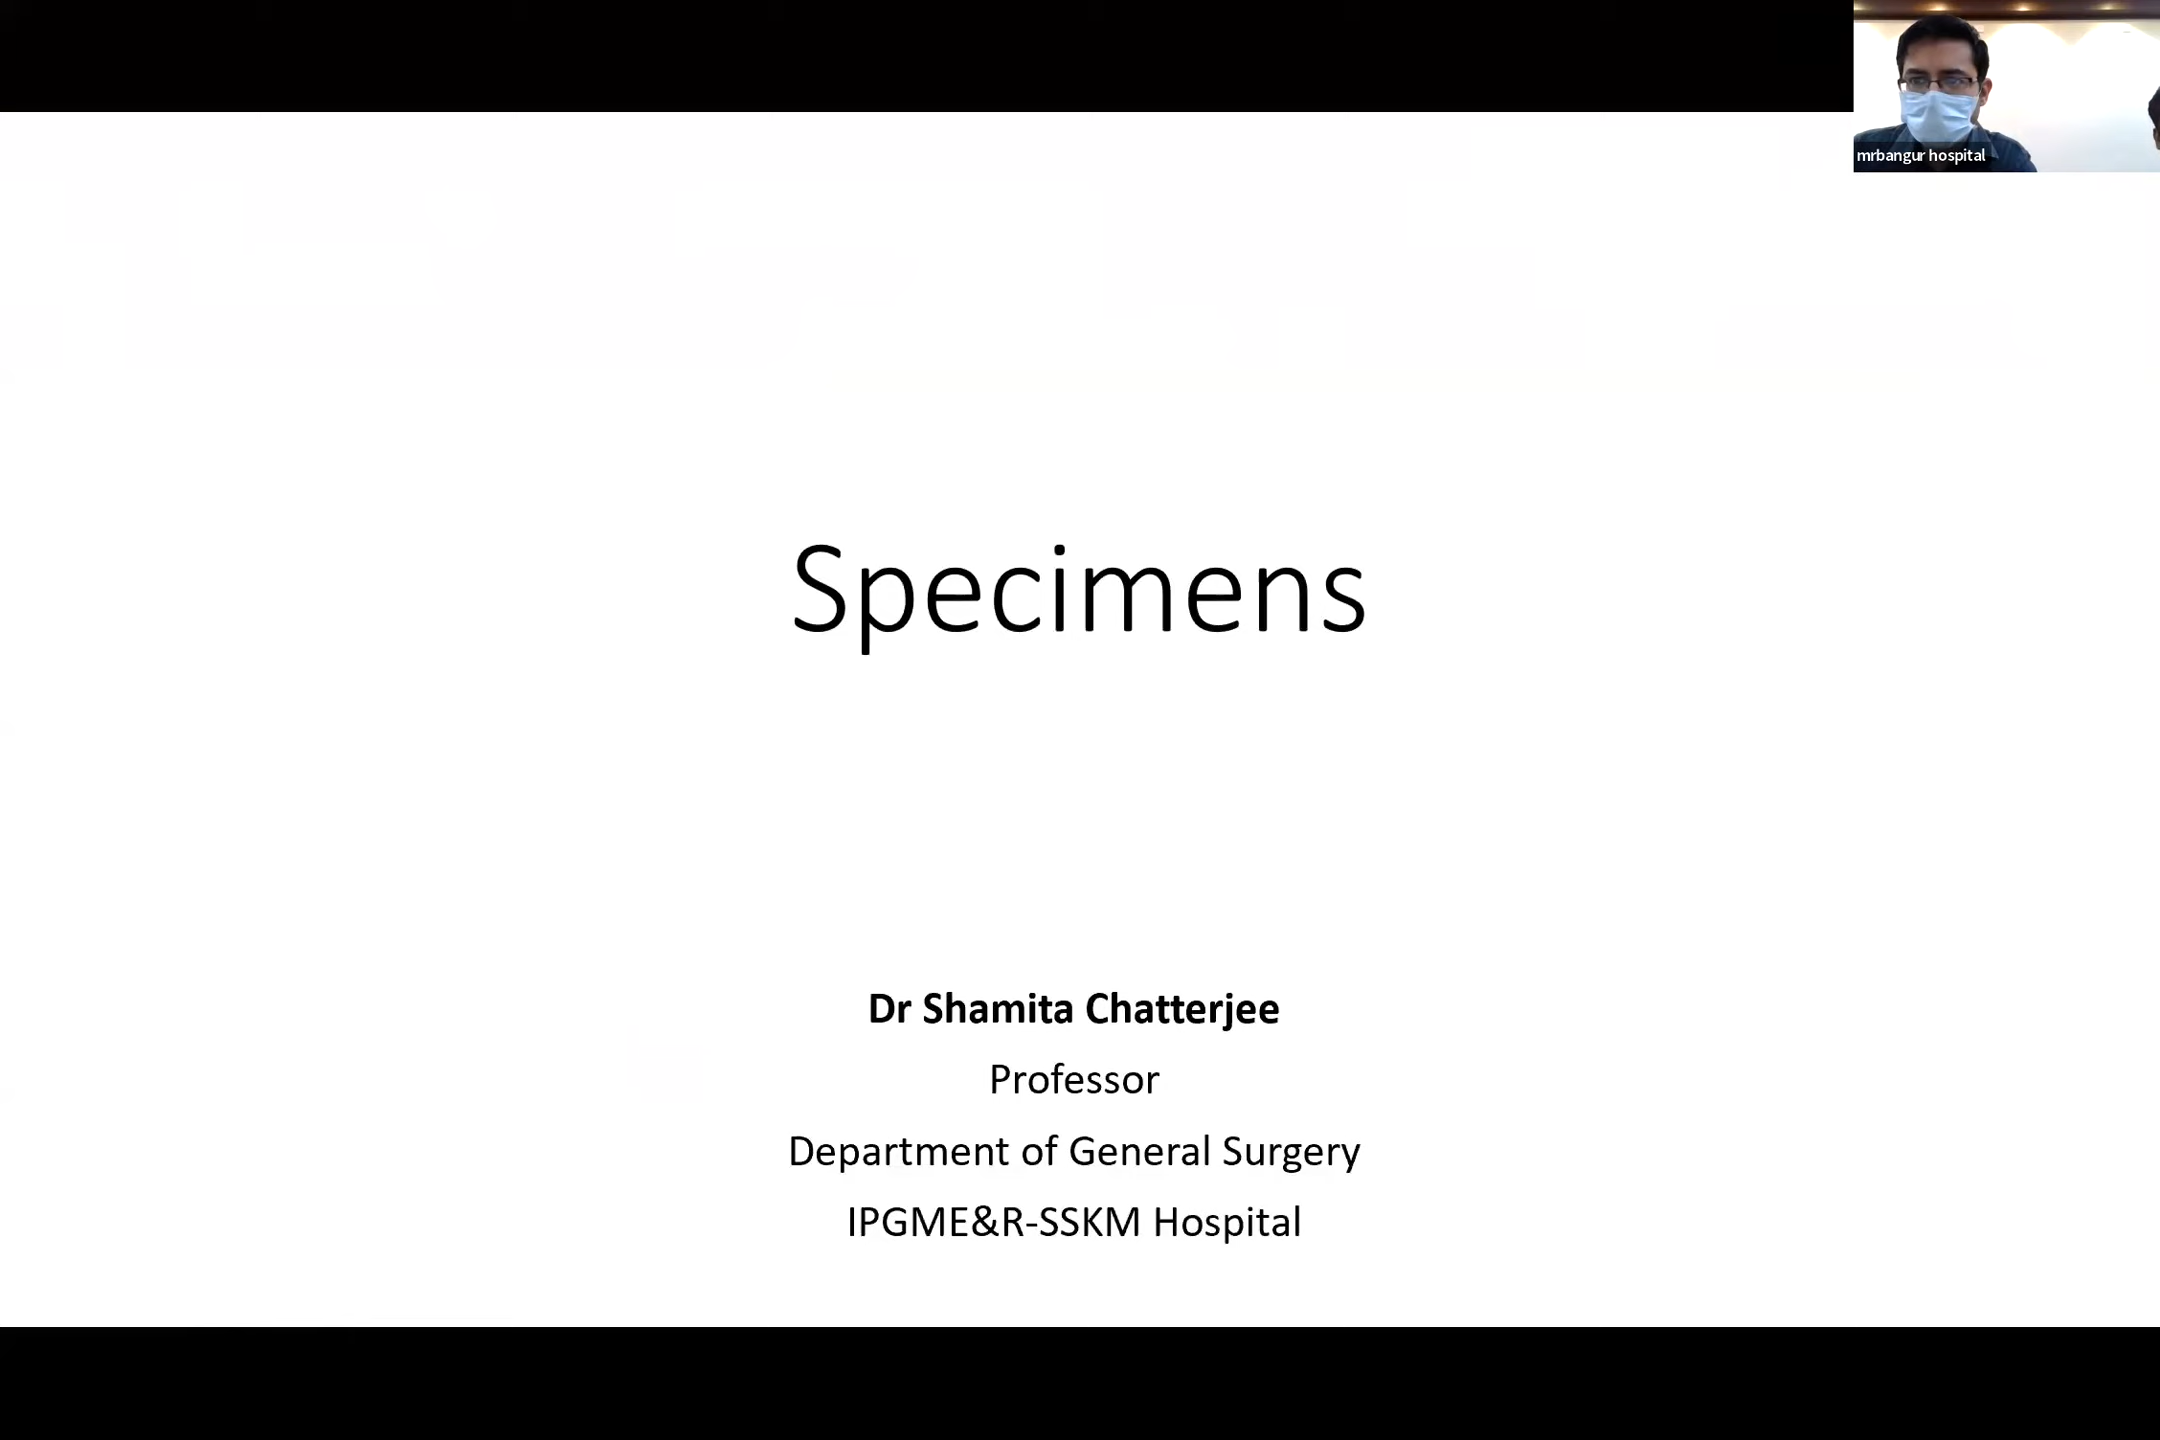 mrbangur hospital
Specimens
Dr Shamita Chatterjee
Professor
Department of General Surgery
IPGME&R-SSKM Hospital